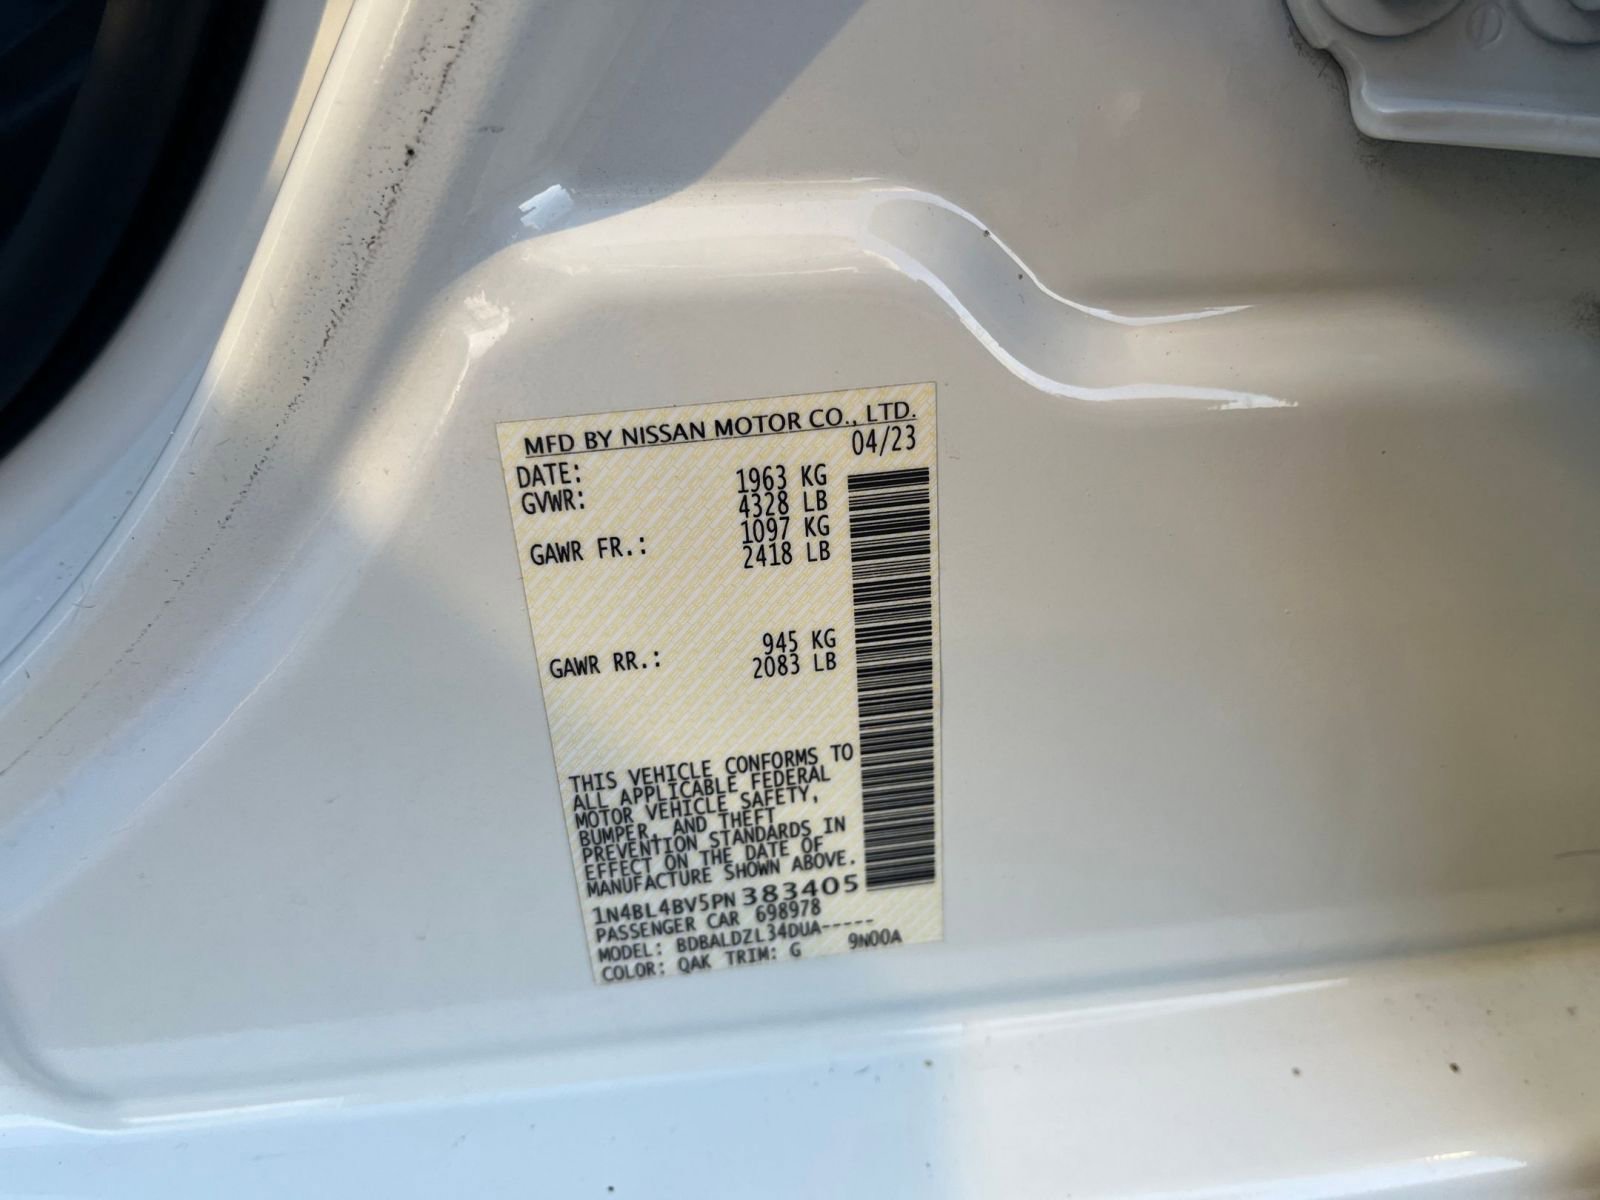 MFD BY NISSAN MOTOR CO., LTD.
DATE: 04/23
GVWR: 1963 KG
4328 LB
GAWR FR.: 1097 KG
2418 LB
GAWR RR.: 945 KG
2083 LB
THIS VEHICLE CONFORMS TO
ALL APPLICABLE FEDERAL
MOTOR VEHICLE SAFETY,
BUMPER, AND THEFT
PREVENTION STANDARDS IN
EFFECT ON THE DATE OF
MANUFACTURE SHOWN ABOVE.
1N4BL4BV5PN383405
PASSENGER CAR 698978
MODEL: BDBALDZL34DUA-----
COLOR: QAK TRIM: G 9N00A